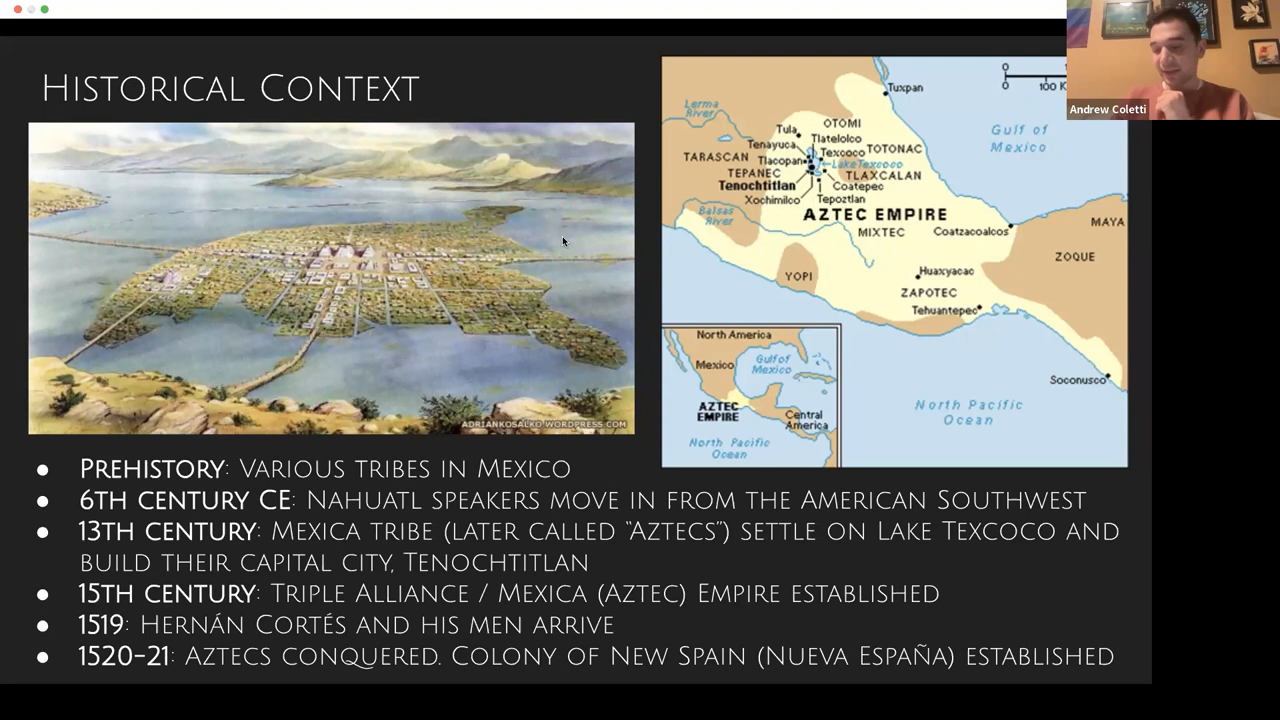 Historical Context
ADRIANKOSALKO.WORDPRESS.COM
Tuxpan
0
0
100 K
Lerma
River
Gulf of
Mexico
OTOMI
Tula
Tlatelolco
Tenayuca
Texcoco
TOTONAC
TARASCAN
Tlacopan
Lake Texcoco
TEPANEC
TLAXCALAN
Tenochtitlan
Coatepec
Xochimilco
Tepoztlan
Balsas
River
AZTEC EMPIRE
MIXTEC
Coatzacoalcos
MAYA
ZOQUE
YOPI
Huaxyacac
ZAPOTEC
Tehuantepec
Soconusco
North Pacific
Ocean
North America
Mexico
Gulf of
Mexico
AZTEC
EMPIRE
Central
America
North Pacific
Ocean
Andrew Coletti
● Prehistory: Various tribes in Mexico
● 6th century CE: Nahuatl speakers move in from the American Southwest
● 13th century: Mexica tribe (later called “Aztecs”) settle on Lake Texcoco and
build their capital city, Tenochtitlan
● 15th century: Triple Alliance / Mexica (Aztec) Empire established
● 1519: Hernán Cortés and his men arrive
● 1520-21: Aztecs conquered. Colony of New Spain (Nueva España) established